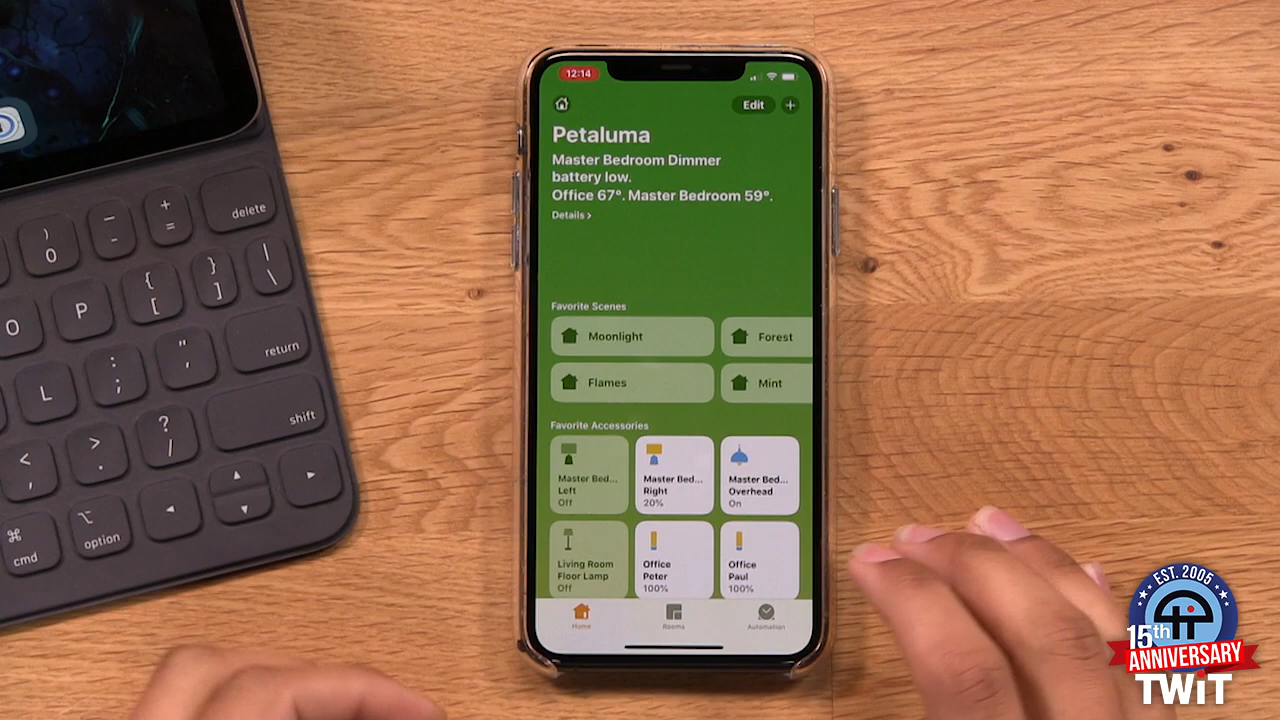 12:14
Edit +
Petaluma
Master Bedroom Dimmer
battery low.
Office 67°. Master Bedroom 59°.
Details >
Favorite Scenes
Moonlight
Forest
Flames
Mint
Favorite Accessories
Master Bed...
Left
Off
Master Bed...
Right
20%
Master Bed...
Overhead
On
Living Room
Floor Lamp
Off
Office
Peter
100%
Office
Paul
100%
Home
Rooms
Automation
) 0
_ -
+ =
delete
O
P
{ [
} ]
| \
L
: ;
" '
return
< ,
> .
? /
shift
⌘ cmd
⌥ option
◀
▲
▼
▶
EST. 2005
15th
ANNIVERSARY
TWiT